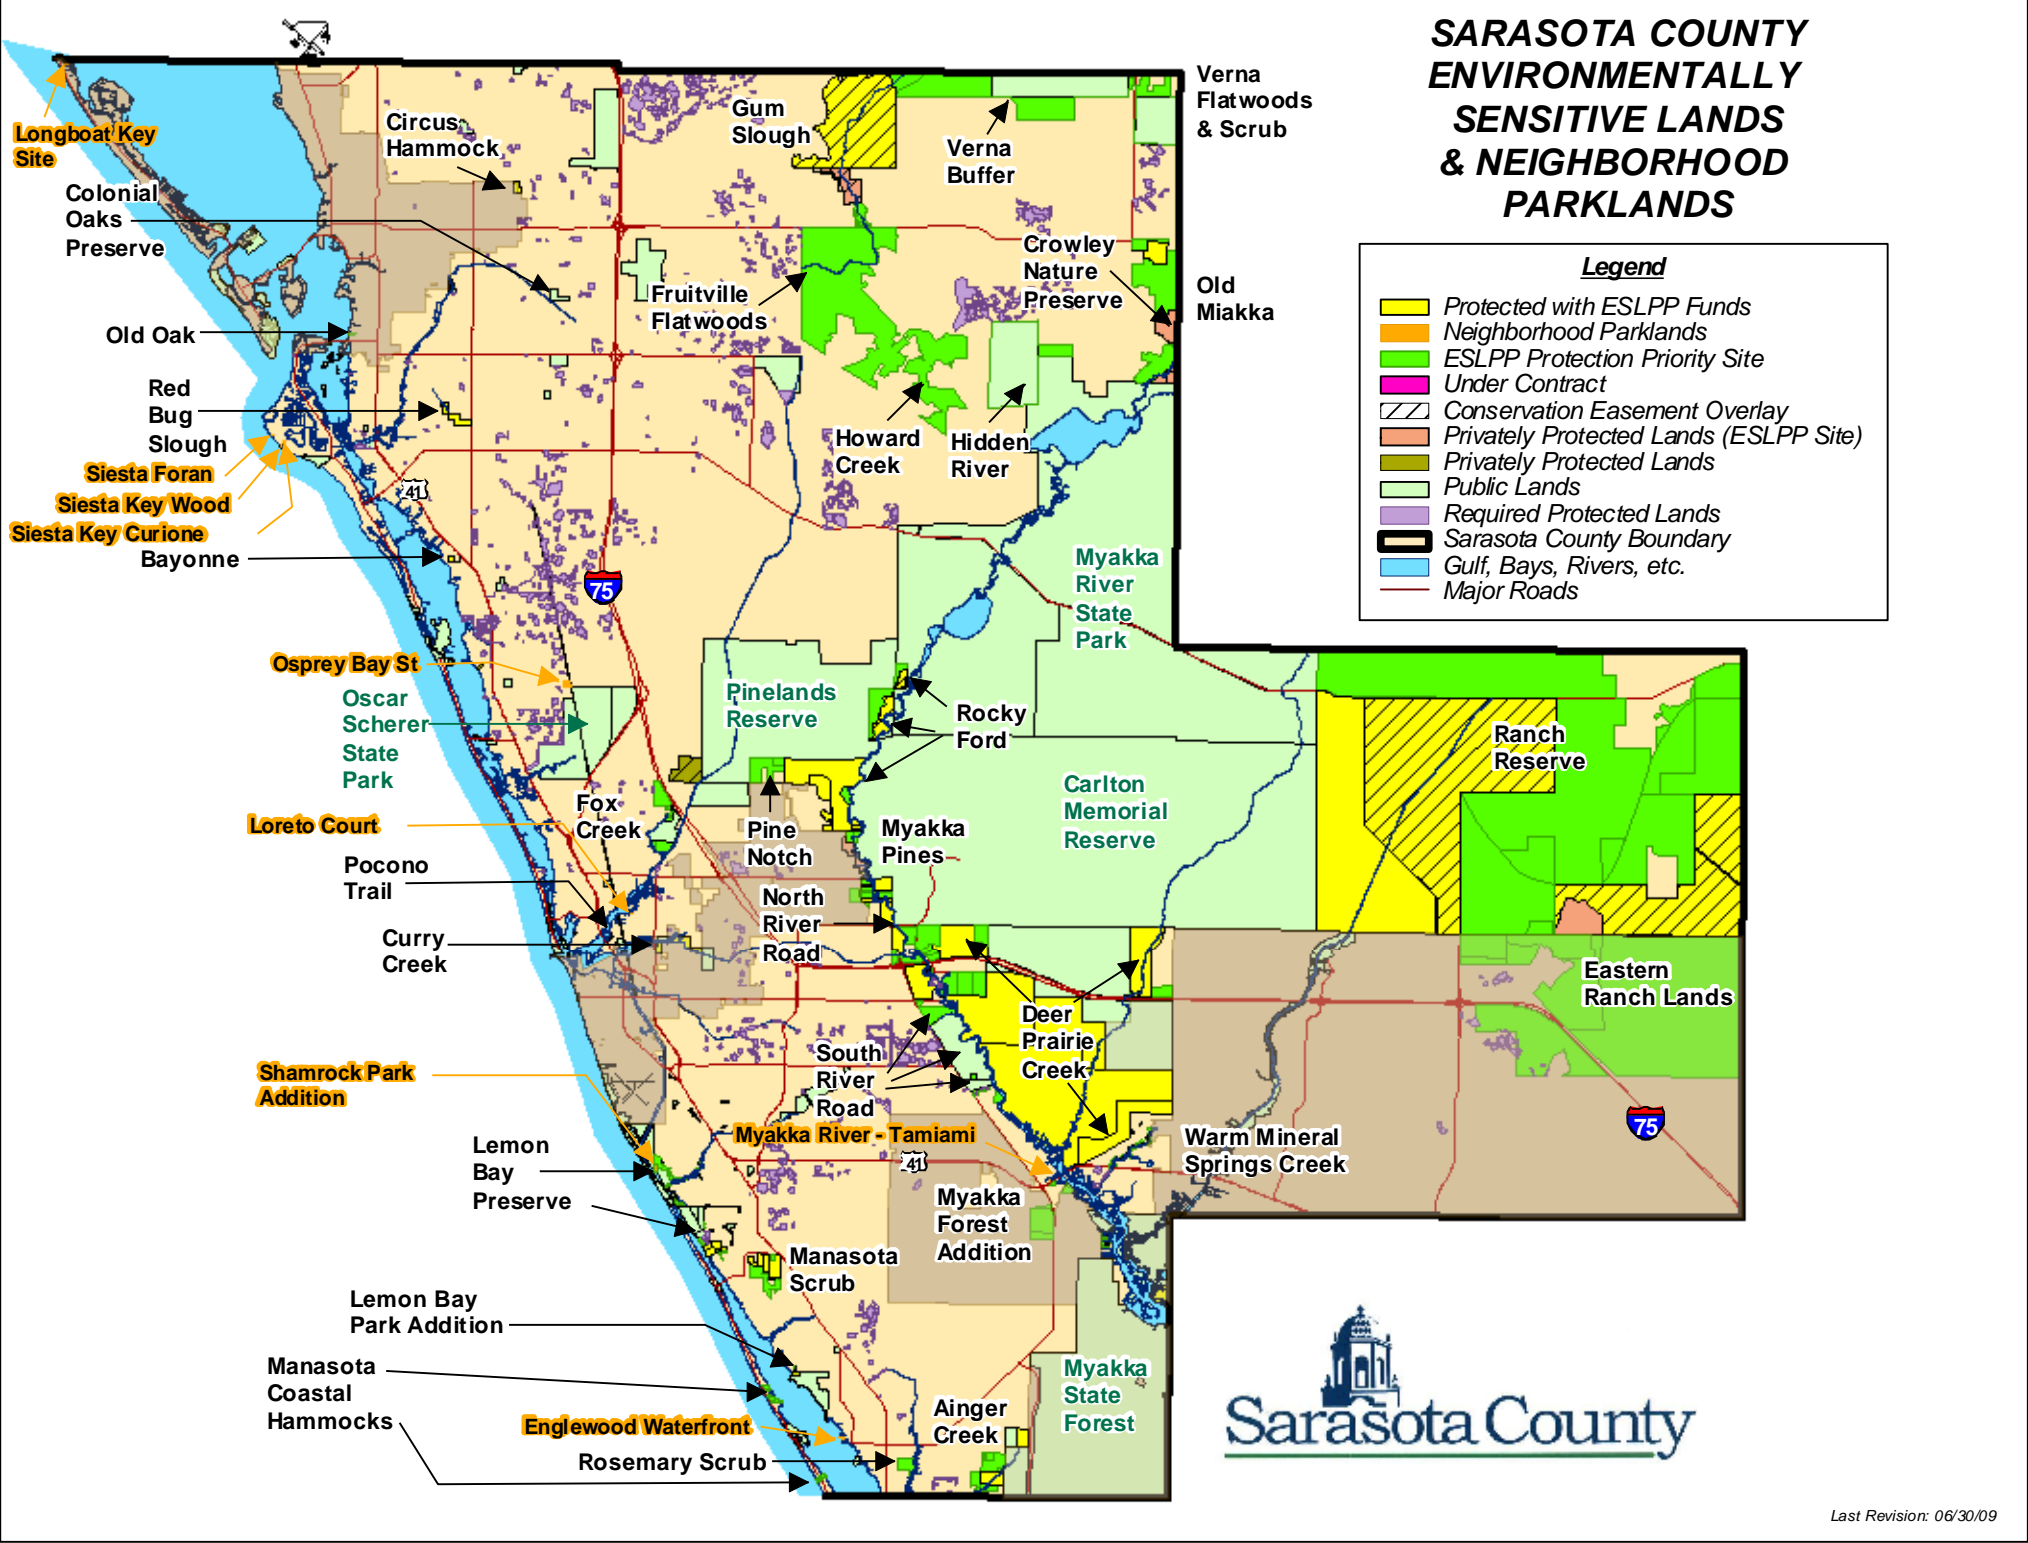 SARASOTA COUNTY
ENVIRONMENTALLY
SENSITIVE LANDS
& NEIGHBORHOOD
PARKLANDS
Legend
Protected with ESLPP Funds
Neighborhood Parklands
ESLPP Protection Priority Site
Under Contract
Conservation Easement Overlay
Privately Protected Lands (ESLPP Site)
Privately Protected Lands
Public Lands
Required Protected Lands
Sarasota County Boundary
Gulf, Bays, Rivers, etc.
Major Roads
Verna
Flatwoods
& Scrub
Gum
Slough
Verna
Buffer
Circus
Hammock
Longboat Key
Site
Colonial
Oaks
Preserve
Crowley
Nature
Preserve
Old
Miakka
Fruitville
Flatwoods
Old Oak
Red
Bug
Slough
Howard
Creek
Hidden
River
Siesta Foran
Siesta Key Wood
Siesta Key Curione
41
Bayonne
75
Myakka
River
State
Park
Osprey Bay St
Oscar
Scherer
State
Park
Pinelands
Reserve
Rocky
Ford
Ranch
Reserve
Carlton
Memorial
Reserve
Fox
Creek
Loreto Court
Pine
Notch
Myakka
Pines
Pocono
Trail
North
River
Road
Curry
Creek
Eastern
Ranch Lands
Deer
Prairie
Creek
South
River
Road
Shamrock Park
Addition
75
Myakka River - Tamiami
41
Warm Mineral
Springs Creek
Lemon
Bay
Preserve
Myakka
Forest
Addition
Manasota
Scrub
Lemon Bay
Park Addition
Manasota
Coastal
Hammocks
Myakka
State
Forest
Ainger
Creek
Englewood Waterfront
Rosemary Scrub
Sarasota County
Last Revision: 06/30/09